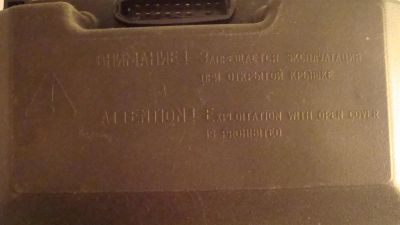 ВНИМАНИЕ! ЗАПРЕЩАЕТСЯ ЭКСПЛУАТАЦИЯ
ПРИ ОТКРЫТОЙ КРЫШКЕ
ATTENTION! EXPLOITATION WITH OPEN COVER
IS PROHIBITED